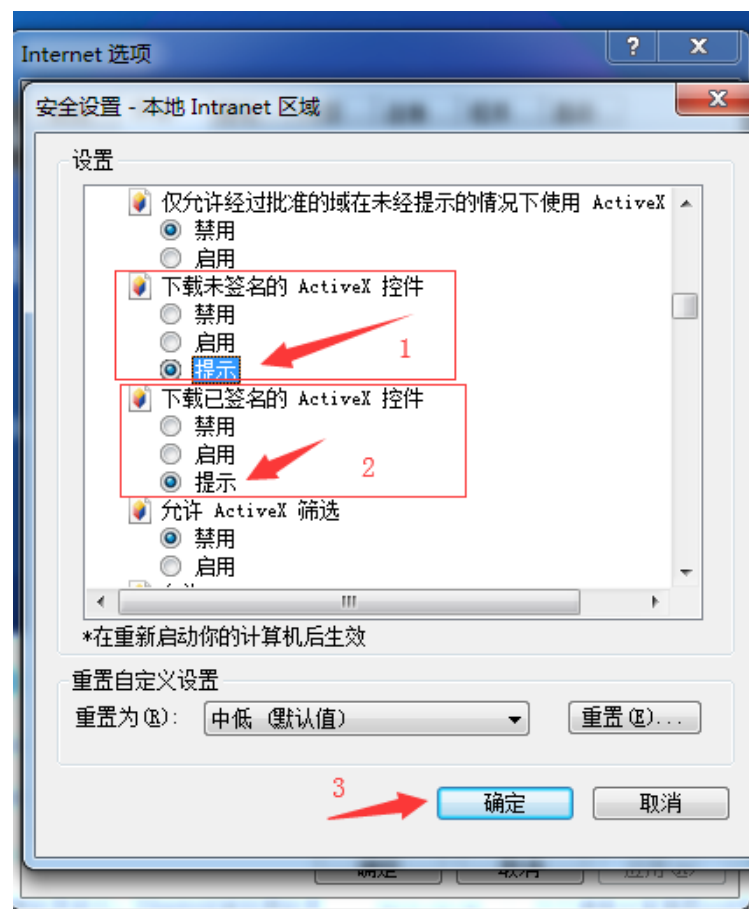 Internet 选项
安全设置 - 本地 Intranet 区域
设置
仅允许经过批准的域在未经提示的情况下使用 ActiveX
禁用
启用
下载未签名的 ActiveX 控件
禁用
启用
1
提示
下载已签名的 ActiveX 控件
禁用
启用
2
提示
允许 ActiveX 筛选
禁用
启用
*在重新启动你的计算机后生效
重置自定义设置
重置为(R): 中低 (默认值) 重置(E)...
3
确定 取消